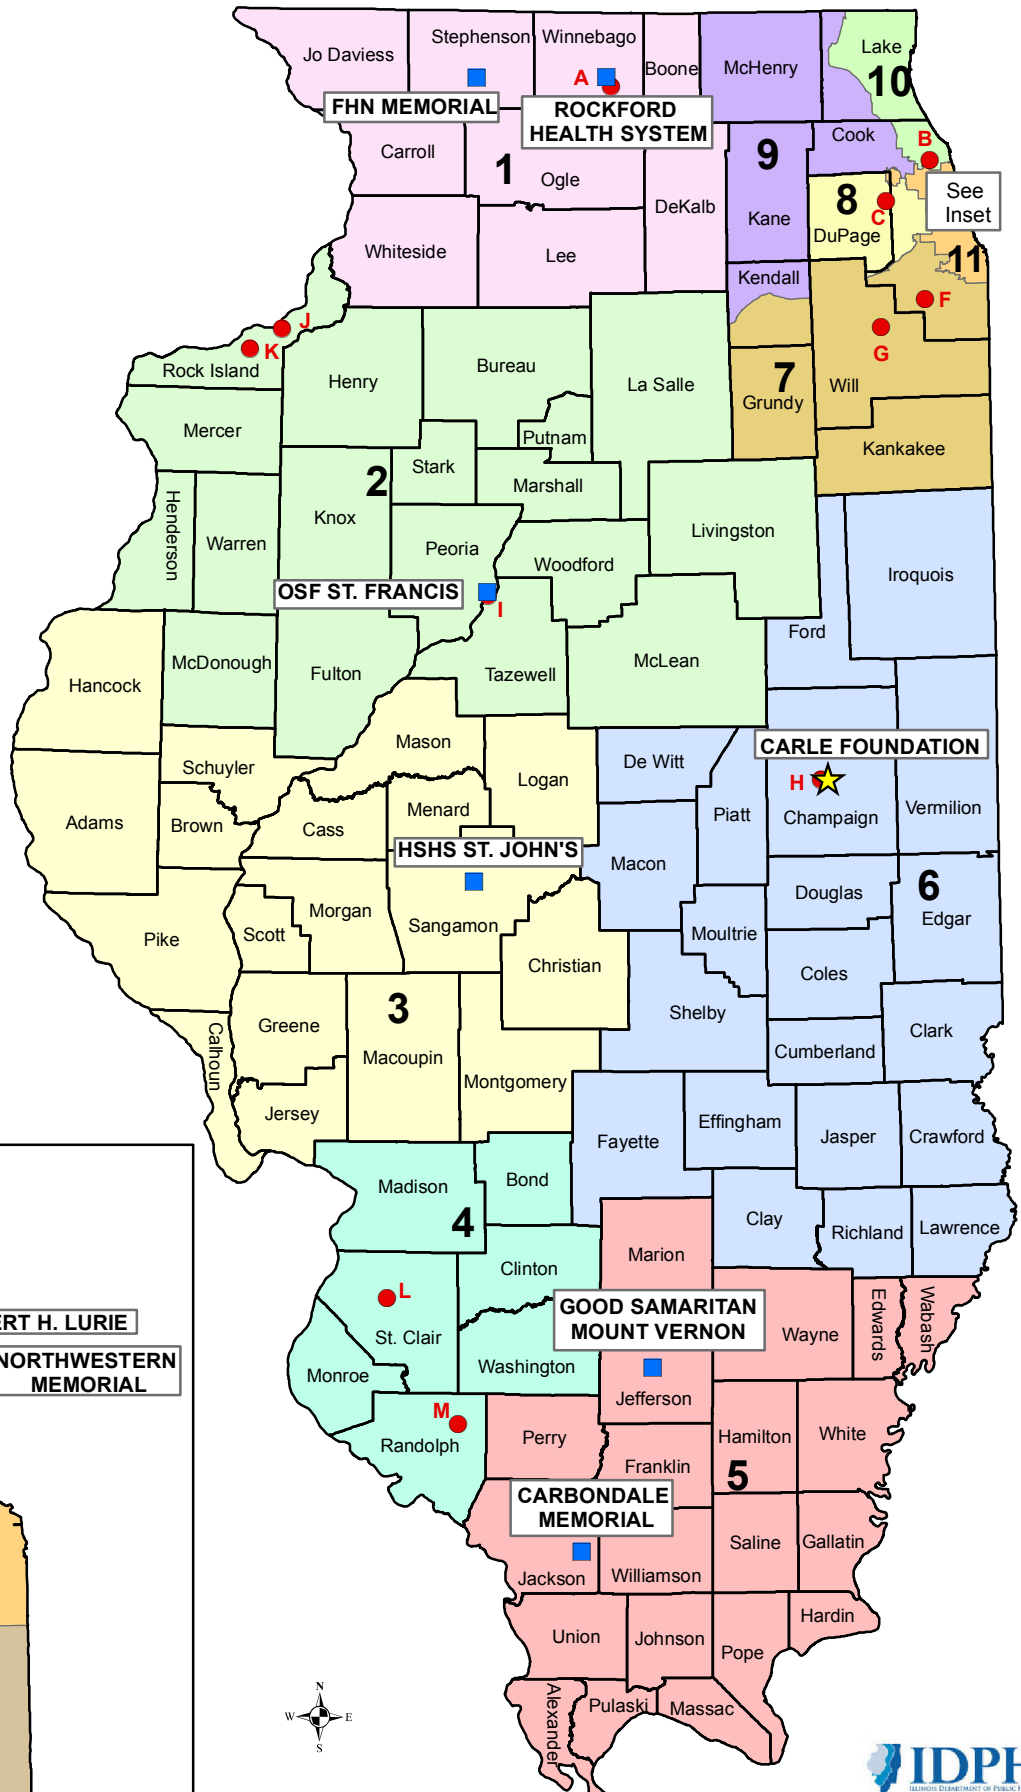 Jo Daviess
Stephenson
Winnebago
Boone
McHenry
Lake
10
A
FHN MEMORIAL
ROCKFORD
HEALTH SYSTEM
Carroll
1
Ogle
DeKalb
9
Kane
Cook
B
See
Inset
8
C
DuPage
Whiteside
Lee
Kendall
11
F
J
K
Rock Island
G
Henry
Bureau
La Salle
7
Grundy
Will
Mercer
Putnam
Kankakee
Stark
2
Marshall
Henderson
Warren
Knox
Peoria
Livingston
Woodford
Iroquois
OSF ST. FRANCIS
I
Ford
McDonough
McLean
Hancock
Fulton
Tazewell
Mason
CARLE FOUNDATION
Schuyler
De Witt
Logan
H
Menard
Piatt
Champaign
Vermilion
Adams
Brown
Cass
HSHS ST. JOHN'S
Macon
6
Douglas
Edgar
Morgan
Sangamon
Scott
Moultrie
Pike
Christian
Coles
3
Shelby
Greene
Clark
Calhoun
Macoupin
Cumberland
Montgomery
Jersey
Effingham
Fayette
Jasper
Crawford
Madison
Bond
4
Clay
Richland
Lawrence
Marion
Clinton
L
GOOD SAMARITAN
MOUNT VERNON
Edwards
Wabash
ERT H. LURIE
St. Clair
Wayne
NORTHWESTERN
MEMORIAL
Monroe
Washington
Jefferson
M
Randolph
Perry
Hamilton
White
Franklin
5
CARBONDALE
MEMORIAL
Saline
Gallatin
Jackson
Williamson
Hardin
Union
Johnson
Pope
Alexander
Pulaski
Massac
N
W
E
S
IDPH
ILLINOIS DEPARTMENT OF PUBLIC